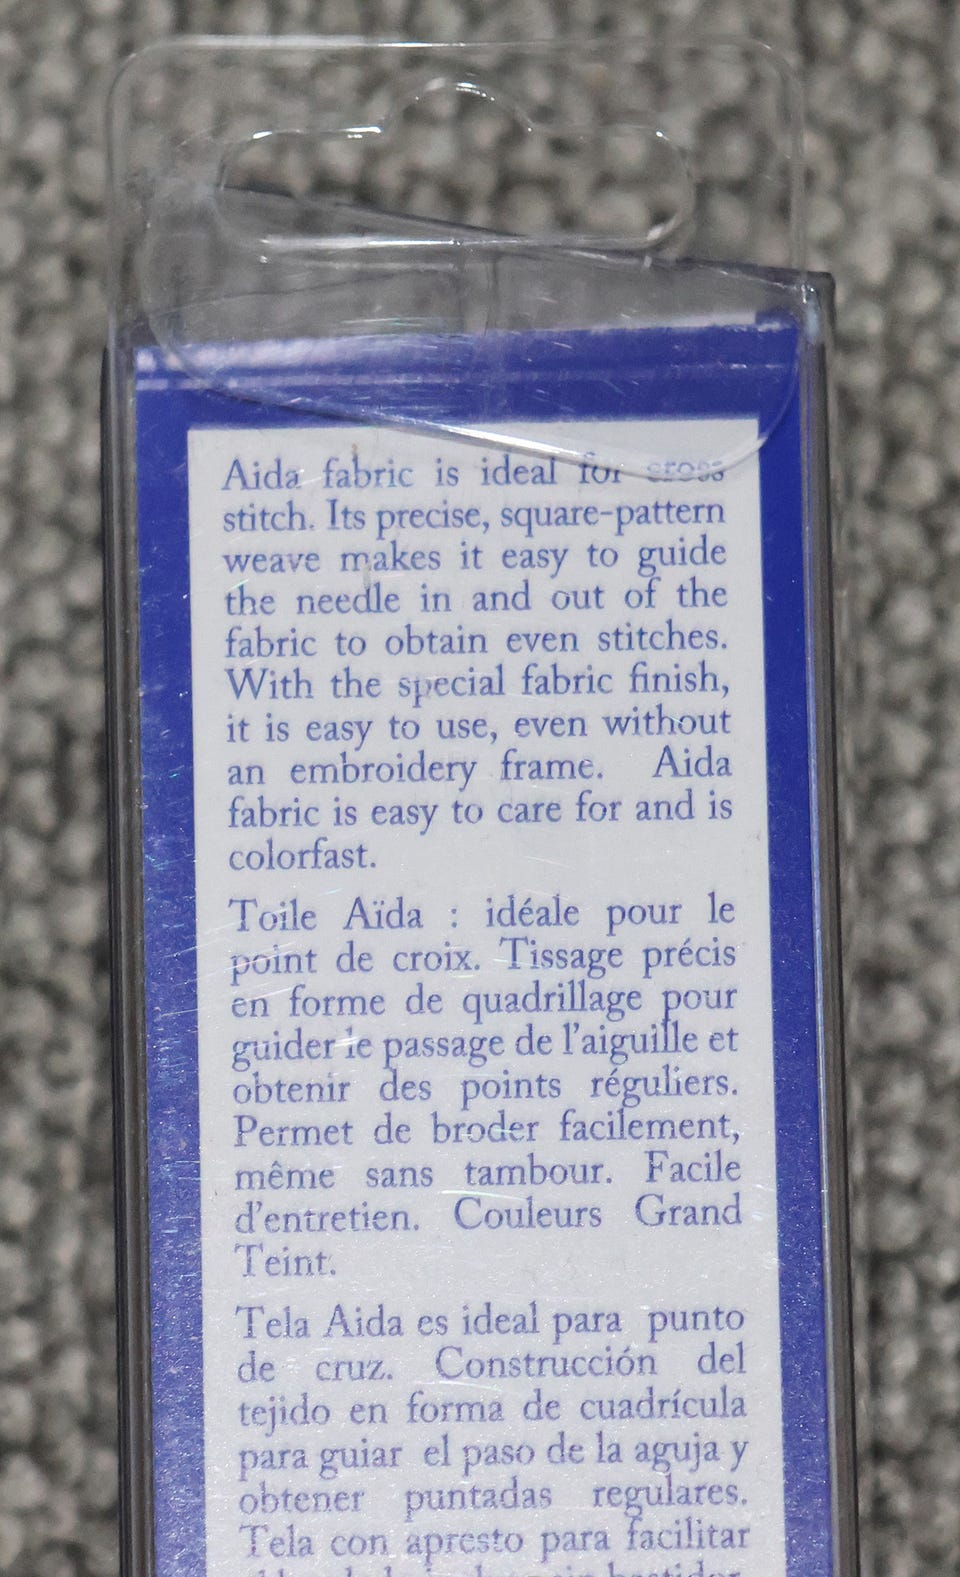 Aida fabric is ideal for cross
stitch. Its precise, square-pattern
weave makes it easy to guide
the needle in and out of the
fabric to obtain even stitches.
With the special fabric finish,
it is easy to use, even without
an embroidery frame. Aida
fabric is easy to care for and is
colorfast.
Toile Aïda : idéale pour le
point de croix. Tissage précis
en forme de quadrillage pour
guider le passage de l'aiguille et
obtenir des points réguliers.
Permet de broder facilement,
même sans tambour. Facile
d'entretien. Couleurs Grand
Teint.
Tela Aida es ideal para punto
de cruz. Construcción del
tejido en forma de cuadrícula
para guiar el paso de la aguja y
obtener puntadas regulares.
Tela con apresto para facilitar
sin bastidor